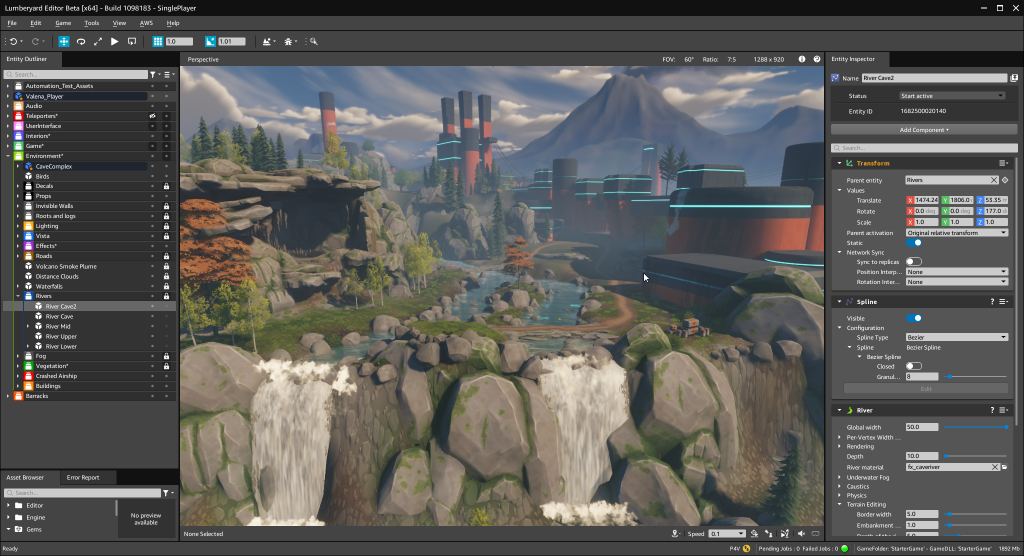 Lumberyard Editor Beta [x64] - Build 1098183 - SinglePlayer
File Edit Game Tools View AWS Help
1.0 1.01
Entity Outliner
Search...
Automation_Test_Assets
Valena_Player
Audio
Teleporters*
UserInterface
Interiors*
Game*
Environment*
CaveComplex
Birds
Decals
Props
Invisible Walls
Roots and logs
Lighting
Vista
Effects*
Roads
Volcano Smoke Plume
Distance Clouds
Waterfalls
Rivers
River Cave2
River Cave
River Mid
River Upper
River Lower
Fog
Vegetation*
Crashed Airship
Buildings
Barracks
Asset Browser Error Report
Search...
Editor
Engine
Gems
No preview
available
Perspective FOV: 60° Ratio: 7:5 1288 x 920
None Selected Speed 0.1
Entity Inspector
Name River Cave2
Status Start active
Entity ID 1682500020140
Add Component +
Search...
Transform
Parent entity Rivers
Values
Translate X 1474.24 Y 1806.0 Z 53.35
Rotate X 0.0 deg Y 0.0 deg Z 177.0
Scale X 1.0 Y 1.0 Z 1.0
Parent activation Original relative transform
Static
Network Sync
Sync to replicas
Position Interp... None
Rotation Inter... None
Spline
Visible
Configuration
Spline Type Bezier
Spline Bezier Spline
Bezier Spline
Closed
Granul... 8
Edit
River
Global width 50.0
Per-Vertex Width ...
Rendering
Depth 10.0
River material fx_caveriver
Underwater Fog
Caustics
Physics
Terrain Editing
Border width 5.0
Embankment ... 1.0
Ready P4V Pending Jobs : 0 Failed Jobs : 0 GameFolder: 'StarterGame' - GameDLL: 'StarterGame' 1892 Mb